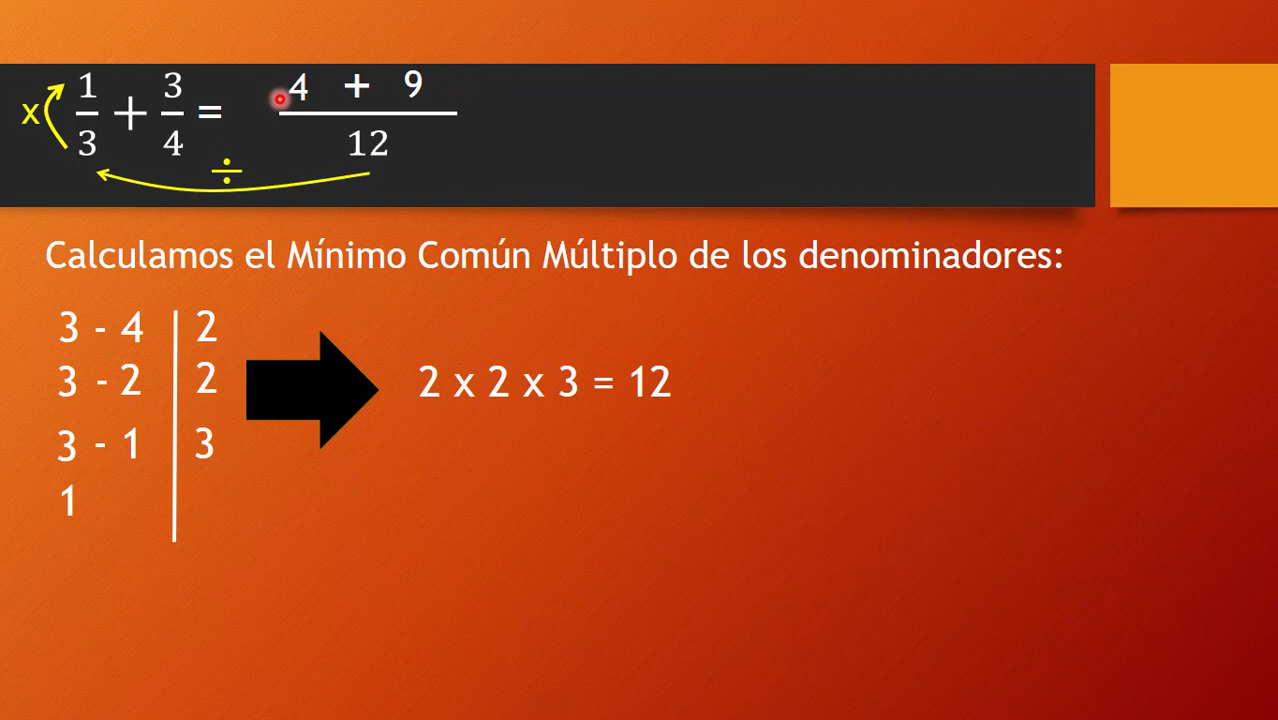 x 1/3 + 3/4 = 4 + 9 / 12
÷
Calculamos el Mínimo Común Múltiplo de los denominadores:
3 - 4 | 2
3 - 2 | 2
3 - 1 | 3
1
2 x 2 x 3 = 12